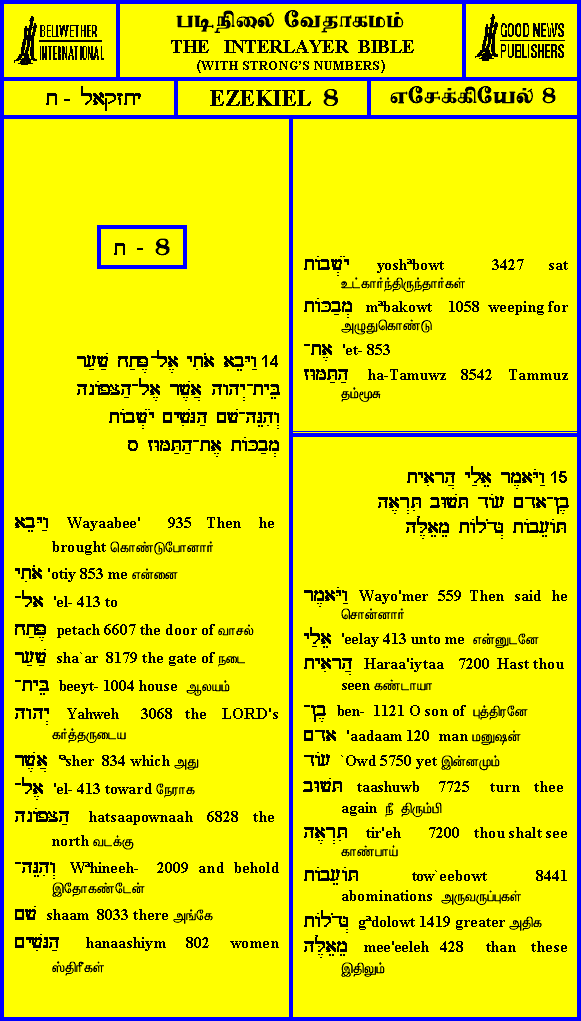 BELLWETHER
INTERNATIONAL
படிநிலை வேதாகமம்
THE INTERLAYER BIBLE
(WITH STRONG'S NUMBERS)
GOOD NEWS
PUBLISHERS
יחזקאל - ח
EZEKIEL 8
எசேக்கியேல் 8
ח - 8
14 וַיָּבֵא אֹתִי אֶל־פֶּתַח שַׁעַר
בֵּית־יְהוָה אֲשֶׁר אֶל־הַצָּפוֹנָה
וְהִנֵּה־שָׁם הַנָּשִׁים יֹשְׁבוֹת
מְבַכּוֹת אֶת־הַתַּמּוּז ס
וַיָּבֵא Wayaabee' 935 Then he
brought கொண்டுபோனார்
אֹתִי 'otiy 853 me என்னை
אֶל־ 'el- 413 to
פֶּתַח petach 6607 the door of வாசல்
שַׁעַר sha`ar 8179 the gate of நடை
בֵּית־ beeyt- 1004 house ஆலயம்
יְהוָה Yahweh 3068 the LORD's
கர்த்தருடைய
אֲשֶׁר ªsher 834 which அது
אֶל־ 'el- 413 toward நேராக
הַצָּפוֹנָה hatsaapownaah 6828 the
north வடக்கு
וְהִנֵּה־ Wªhineeh- 2009 and behold
இதோகண்டேன்
שָׁם shaam 8033 there அங்கே
הַנָּשִׁים hanaashiym 802 women
ஸ்திரீகள்
יֹשְׁבוֹת yoshªbowt 3427 sat
உட்கார்ந்திருந்தார்கள்
מְבַכּוֹת mªbakowt 1058 weeping for
அழுதுகொண்டு
אֶת־ 'et- 853
הַתַּמּוּז ha-Tamuwz 8542 Tammuz
தம்மூசு
15 וַיֹּאמֶר אֵלַי הֲרָאִיתָ
בֶן־אָדָם עוֹד תָּשׁוּב תִּרְאֶה
תּוֹעֵבוֹת גְּדֹלוֹת מֵאֵלֶּה
וַיֹּאמֶר Wayo'mer 559 Then said he
சொன்னார்
אֵלַי 'eelay 413 unto me என்னுடனே
הֲרָאִיתָ Haraa'iytaa 7200 Hast thou
seen கண்டாயா
בֶן־ ben- 1121 O son of புத்திரனே
אָדָם 'aadaam 120 man மனுஷன்
עוֹד `Owd 5750 yet இன்னமும்
תָּשׁוּב taashuwb 7725 turn thee
again நீ திரும்பி
תִּרְאֶה tir'eh 7200 thou shalt see
காண்பாய்
תּוֹעֵבוֹת tow`eebowt 8441
abominations அருவருப்புகள்
גְּדֹלוֹת gªdolowt 1419 greater அதிக
מֵאֵלֶּה mee'eeleh 428 than these
இதிலும்